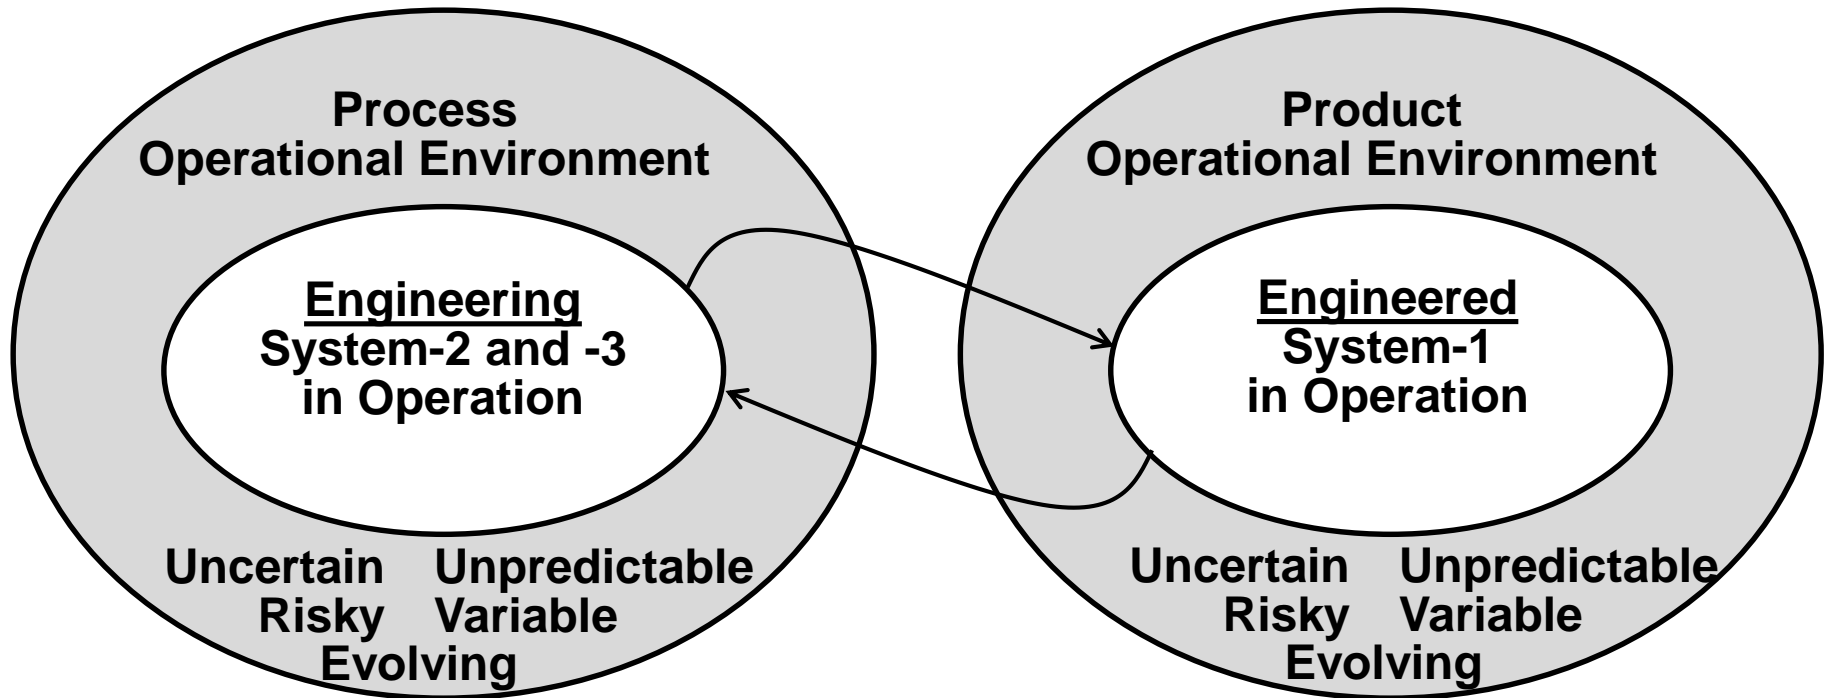 Process
Operational Environment
Engineering
System-2 and -3
in Operation
Uncertain Unpredictable
Risky Variable
Evolving
Product
Operational Environment
Engineered
System-1
in Operation
Uncertain Unpredictable
Risky Variable
Evolving